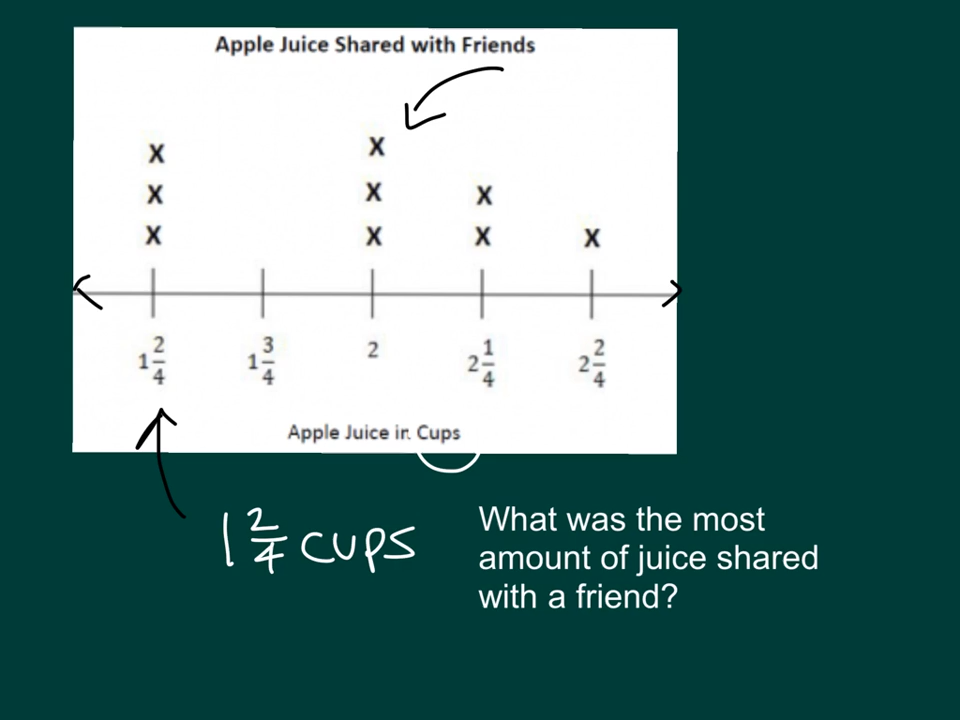 Apple Juice Shared with Friends
X X
X X X
X X X X
1 2/4 1 3/4 2 2 1/4 2 2/4
Apple Juice in Cups
1 2/4 cups
What was the most
amount of juice shared
with a friend?